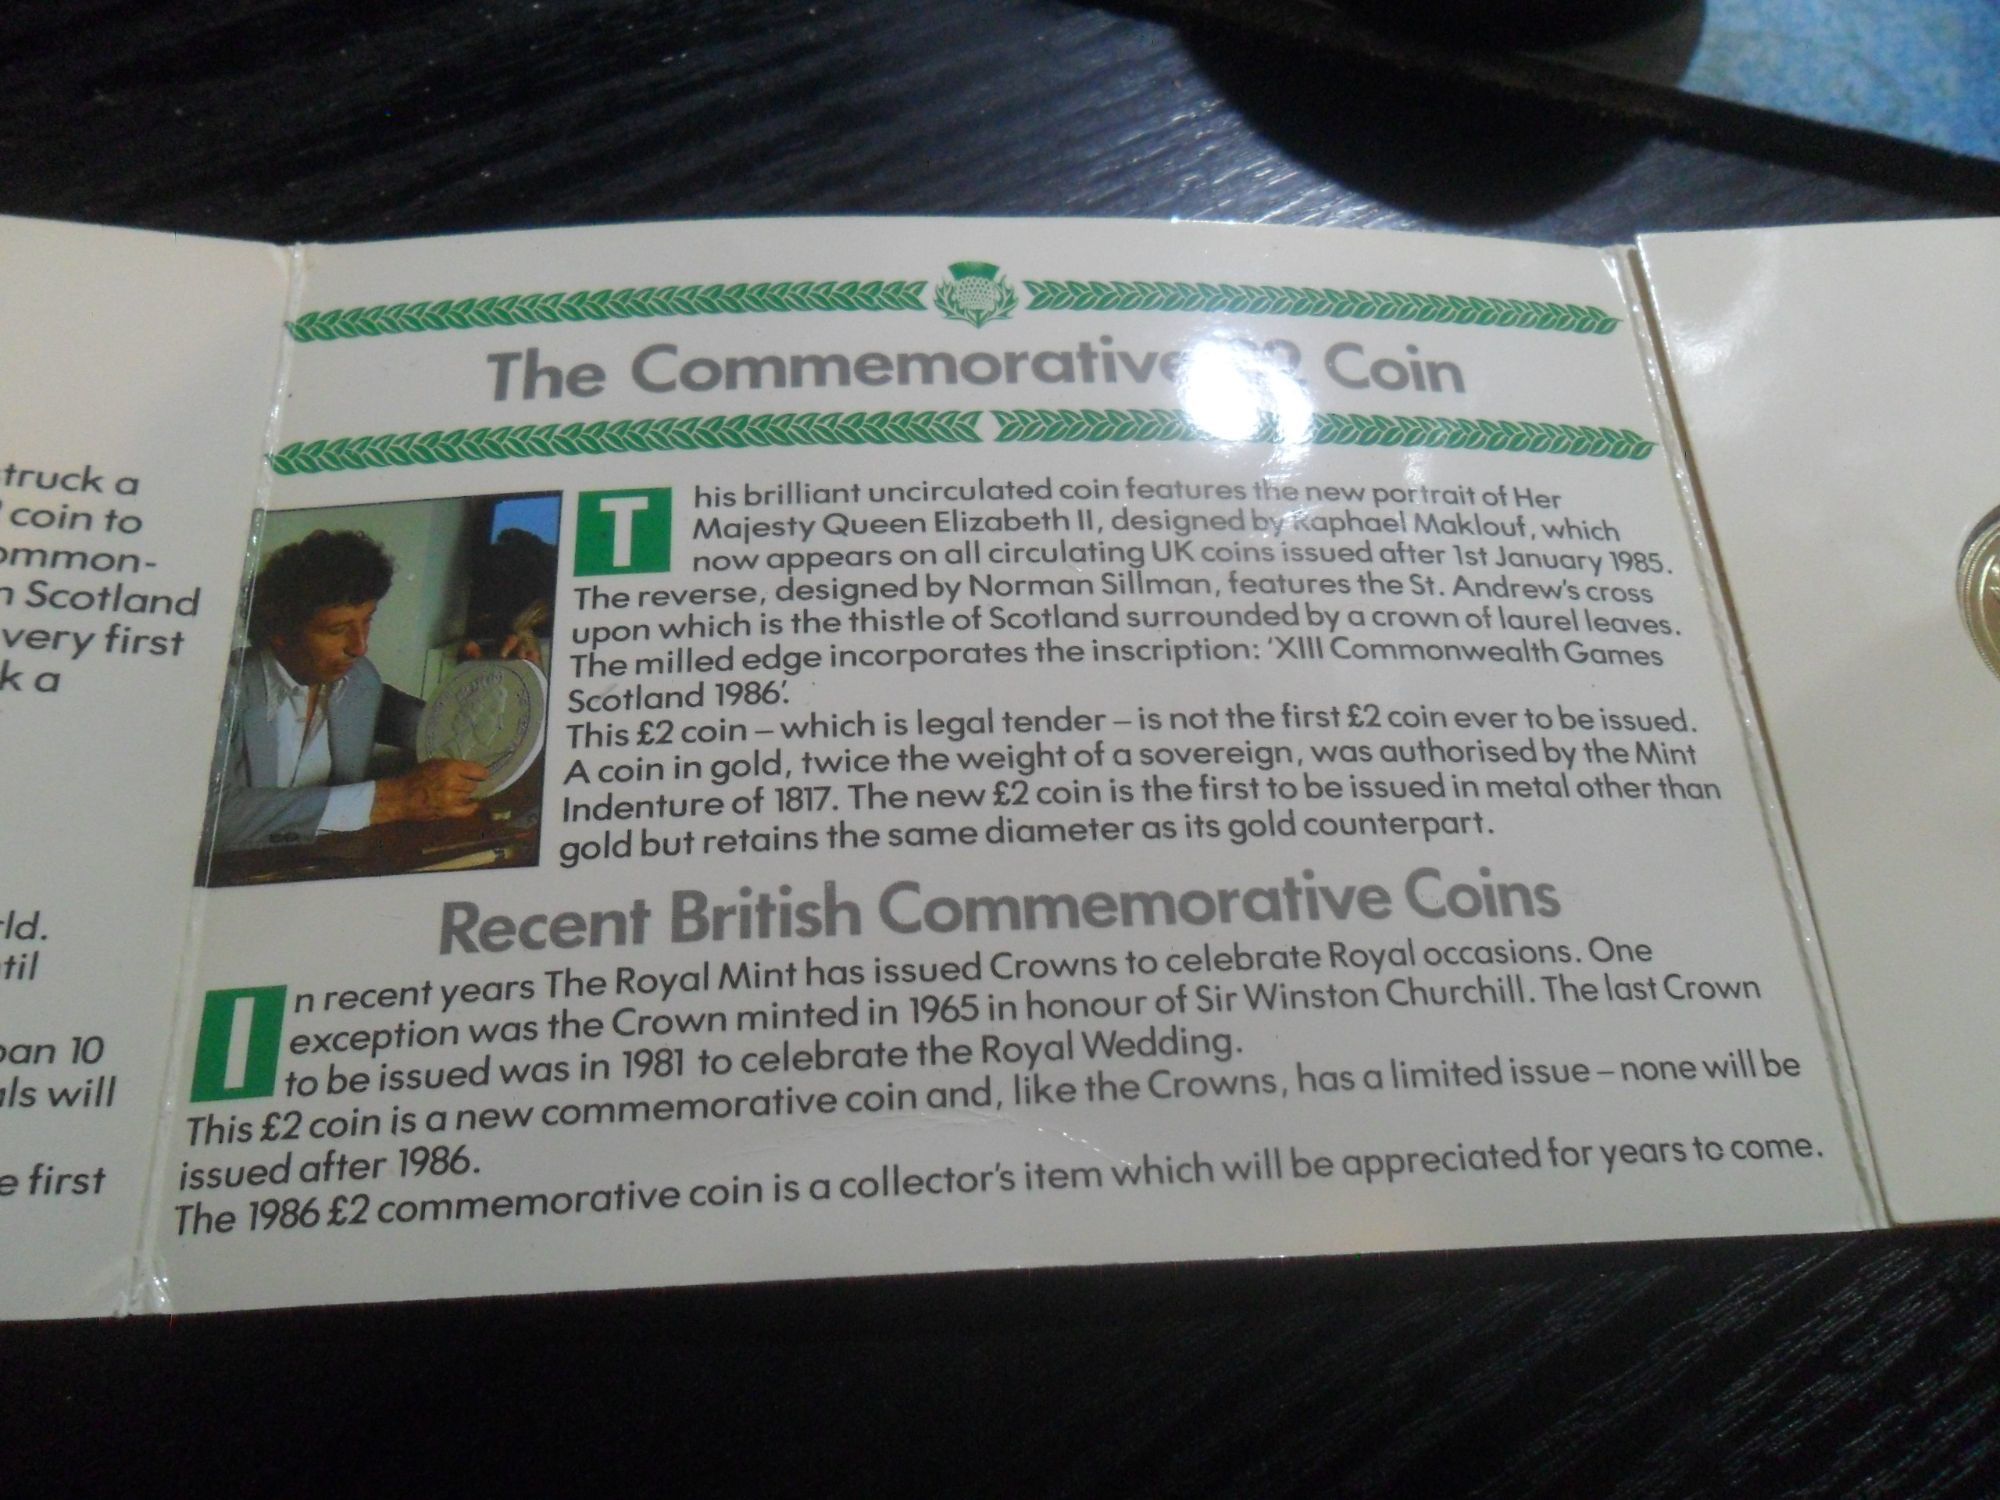 truck a
coin to
ommon-
n Scotland
very first
k a
rld.
til
pan 10
als will
e first
The Commemorative £2 Coin
This brilliant uncirculated coin features the new portrait of Her
Majesty Queen Elizabeth II, designed by Raphael Maklouf, which
now appears on all circulating UK coins issued after 1st January 1985.
The reverse, designed by Norman Sillman, features the St. Andrew's cross
upon which is the thistle of Scotland surrounded by a crown of laurel leaves.
The milled edge incorporates the inscription: 'XIII Commonwealth Games
Scotland 1986'.
This £2 coin – which is legal tender – is not the first £2 coin ever to be issued.
A coin in gold, twice the weight of a sovereign, was authorised by the Mint
Indenture of 1817. The new £2 coin is the first to be issued in metal other than
gold but retains the same diameter as its gold counterpart.
Recent British Commemorative Coins
In recent years The Royal Mint has issued Crowns to celebrate Royal occasions. One
exception was the Crown minted in 1965 in honour of Sir Winston Churchill. The last Crown
to be issued was in 1981 to celebrate the Royal Wedding.
This £2 coin is a new commemorative coin and, like the Crowns, has a limited issue – none will be
issued after 1986.
The 1986 £2 commemorative coin is a collector's item which will be appreciated for years to come.